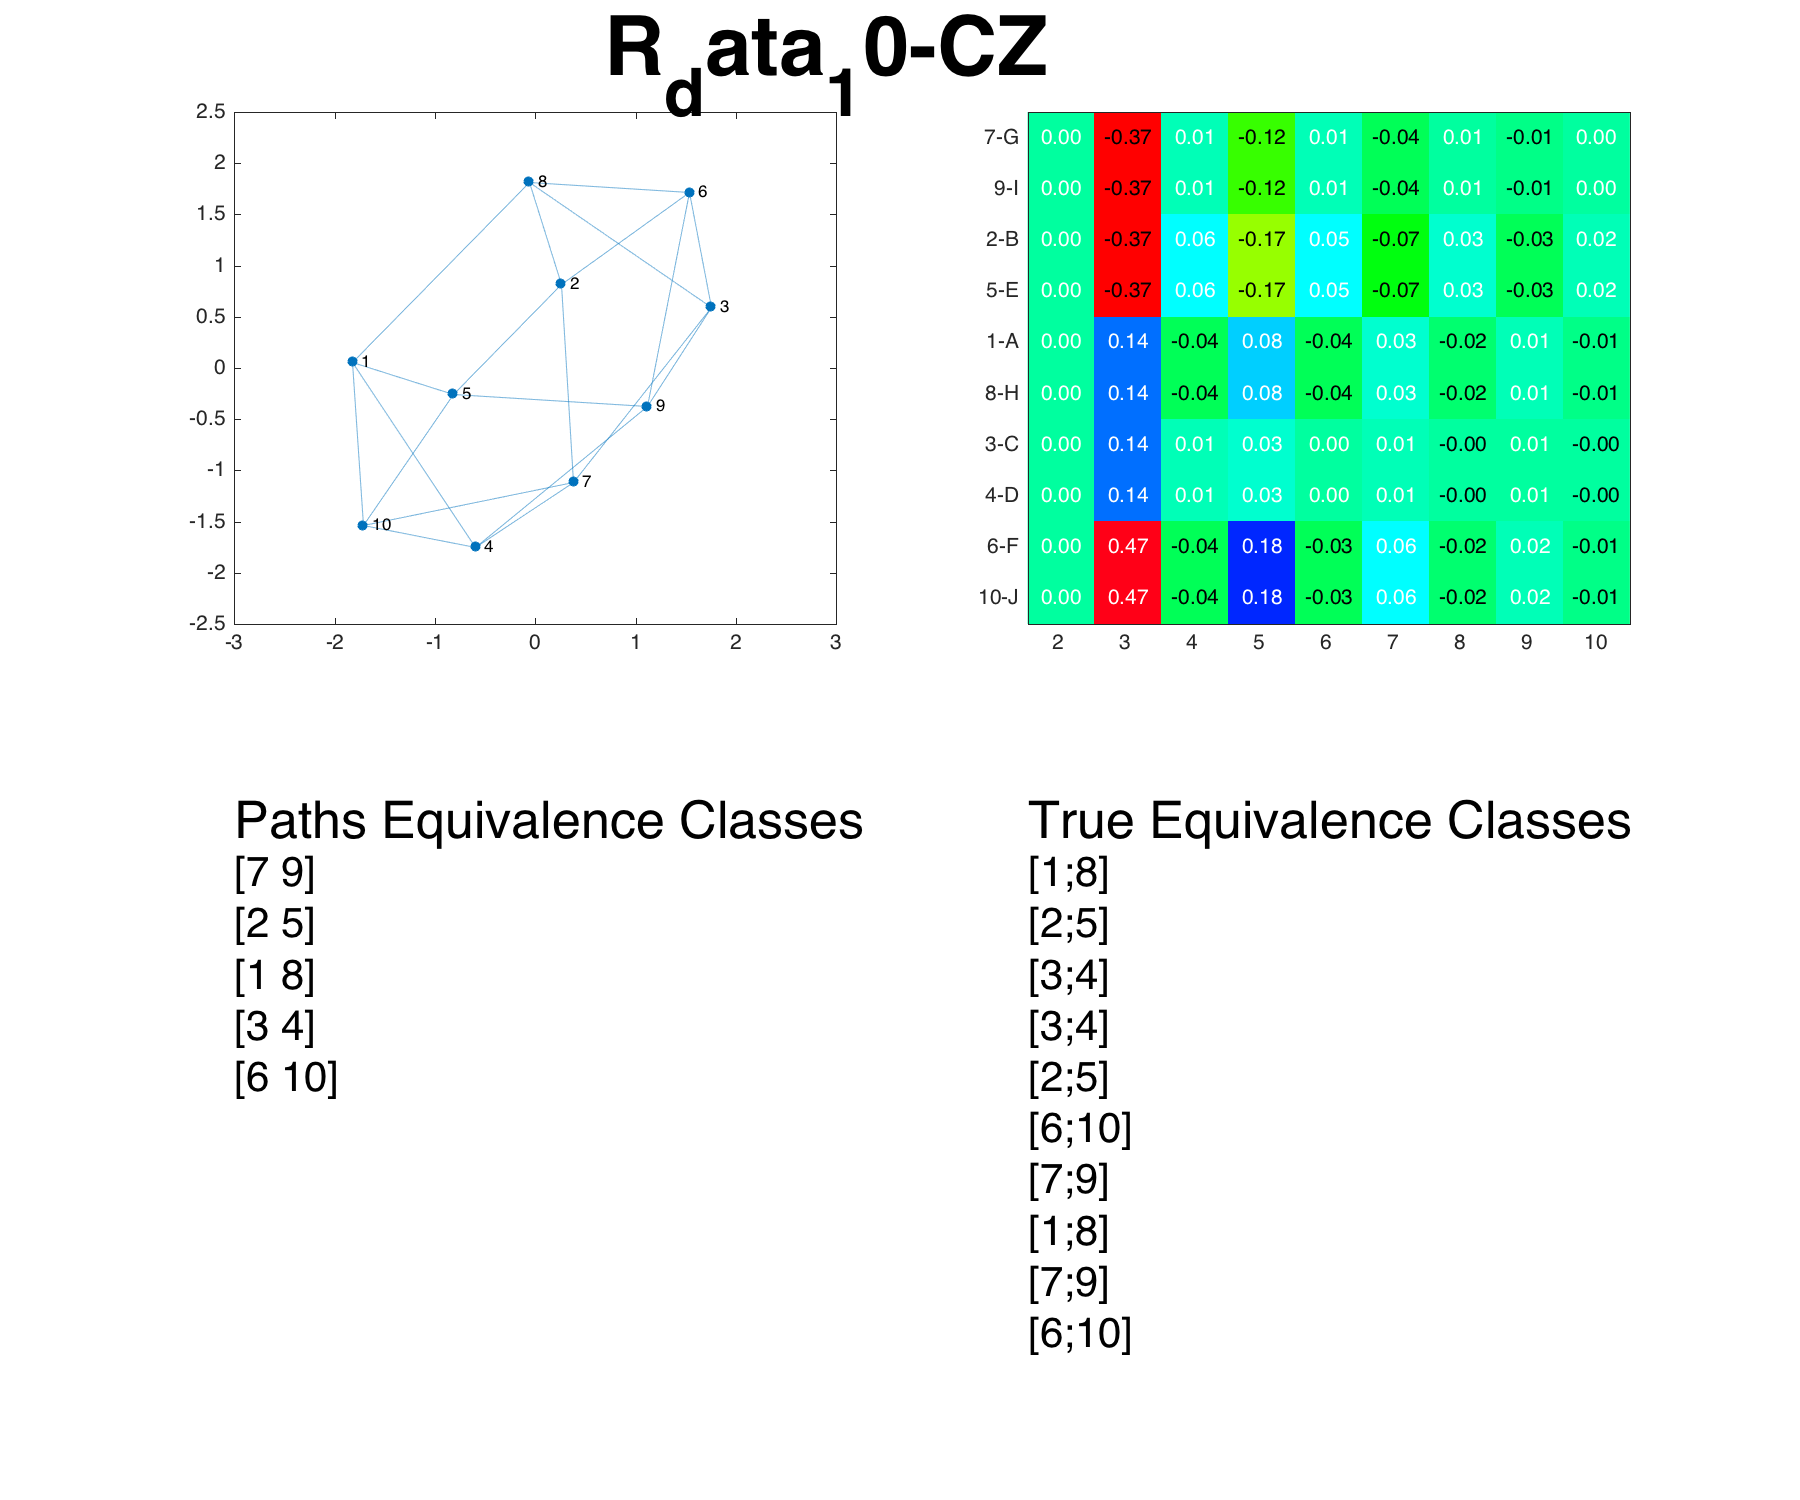 R_data_10-CZ
2.5
2
1.5
1
0.5
0
-0.5
-1
-1.5
-2
-2.5
-3 -2 -1 0 1 2 3
8
6
2
3
1
5
9
7
10
4
7-G 0.00 -0.37 0.01 -0.12 0.01 -0.04 0.01 -0.01 0.00
9-I 0.00 -0.37 0.01 -0.12 0.01 -0.04 0.01 -0.01 0.00
2-B 0.00 -0.37 0.06 -0.17 0.05 -0.07 0.03 -0.03 0.02
5-E 0.00 -0.37 0.06 -0.17 0.05 -0.07 0.03 -0.03 0.02
1-A 0.00 0.14 -0.04 0.08 -0.04 0.03 -0.02 0.01 -0.01
8-H 0.00 0.14 -0.04 0.08 -0.04 0.03 -0.02 0.01 -0.01
3-C 0.00 0.14 0.01 0.03 0.00 0.01 -0.00 0.01 -0.00
4-D 0.00 0.14 0.01 0.03 0.00 0.01 -0.00 0.01 -0.00
6-F 0.00 0.47 -0.04 0.18 -0.03 0.06 -0.02 0.02 -0.01
10-J 0.00 0.47 -0.04 0.18 -0.03 0.06 -0.02 0.02 -0.01
2 3 4 5 6 7 8 9 10
Paths Equivalence Classes
[7 9]
[2 5]
[1 8]
[3 4]
[6 10]
True Equivalence Classes
[1;8]
[2;5]
[3;4]
[3;4]
[2;5]
[6;10]
[7;9]
[1;8]
[7;9]
[6;10]